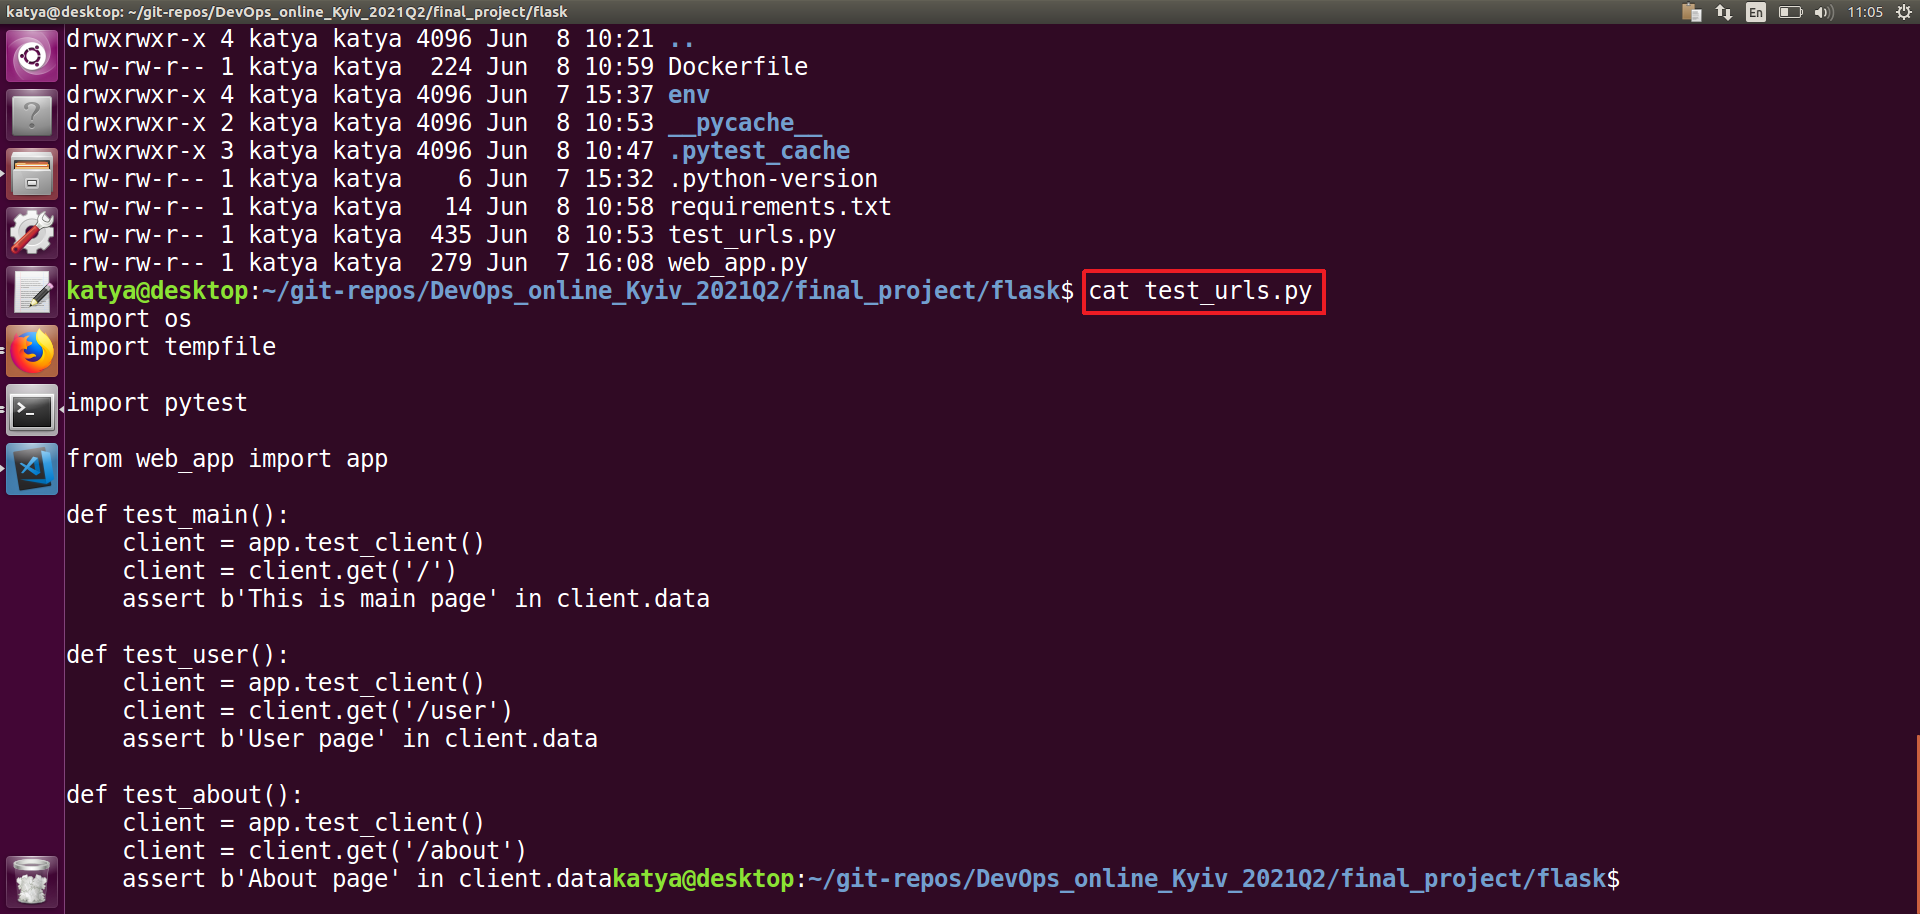 katya@desktop: ~/git-repos/DevOps_online_Kyiv_2021Q2/final_project/flask
En
11:05
drwxrwxr-x 4 katya katya 4096 Jun  8 10:21 ..
-rw-rw-r-- 1 katya katya  224 Jun  8 10:59 Dockerfile
drwxrwxr-x 4 katya katya 4096 Jun  7 15:37 env
drwxrwxr-x 2 katya katya 4096 Jun  8 10:53 __pycache__
drwxrwxr-x 3 katya katya 4096 Jun  8 10:47 .pytest_cache
-rw-rw-r-- 1 katya katya    6 Jun  7 15:32 .python-version
-rw-rw-r-- 1 katya katya   14 Jun  8 10:58 requirements.txt
-rw-rw-r-- 1 katya katya  435 Jun  8 10:53 test_urls.py
-rw-rw-r-- 1 katya katya  279 Jun  7 16:08 web_app.py
katya@desktop:~/git-repos/DevOps_online_Kyiv_2021Q2/final_project/flask$ cat test_urls.py
import os
import tempfile

import pytest

from web_app import app

def test_main():
    client = app.test_client()
    client = client.get('/')
    assert b'This is main page' in client.data

def test_user():
    client = app.test_client()
    client = client.get('/user')
    assert b'User page' in client.data

def test_about():
    client = app.test_client()
    client = client.get('/about')
    assert b'About page' in client.datakatya@desktop:~/git-repos/DevOps_online_Kyiv_2021Q2/final_project/flask$